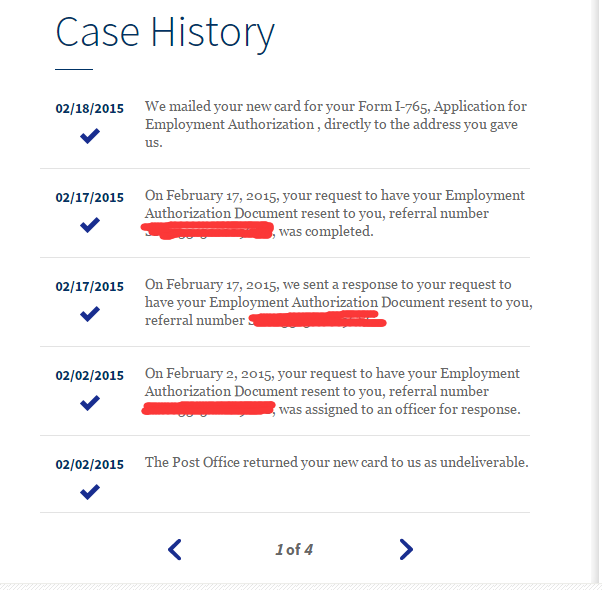 Case History
02/18/2015
We mailed your new card for your Form I-765, Application for
Employment Authorization , directly to the address you gave
us.
02/17/2015
On February 17, 2015, your request to have your Employment
Authorization Document resent to you, referral number
, was completed.
02/17/2015
On February 17, 2015, we sent a response to your request to
have your Employment Authorization Document resent to you,
referral number
02/02/2015
On February 2, 2015, your request to have your Employment
Authorization Document resent to you, referral number
, was assigned to an officer for response.
02/02/2015
The Post Office returned your new card to us as undeliverable.
1 of 4